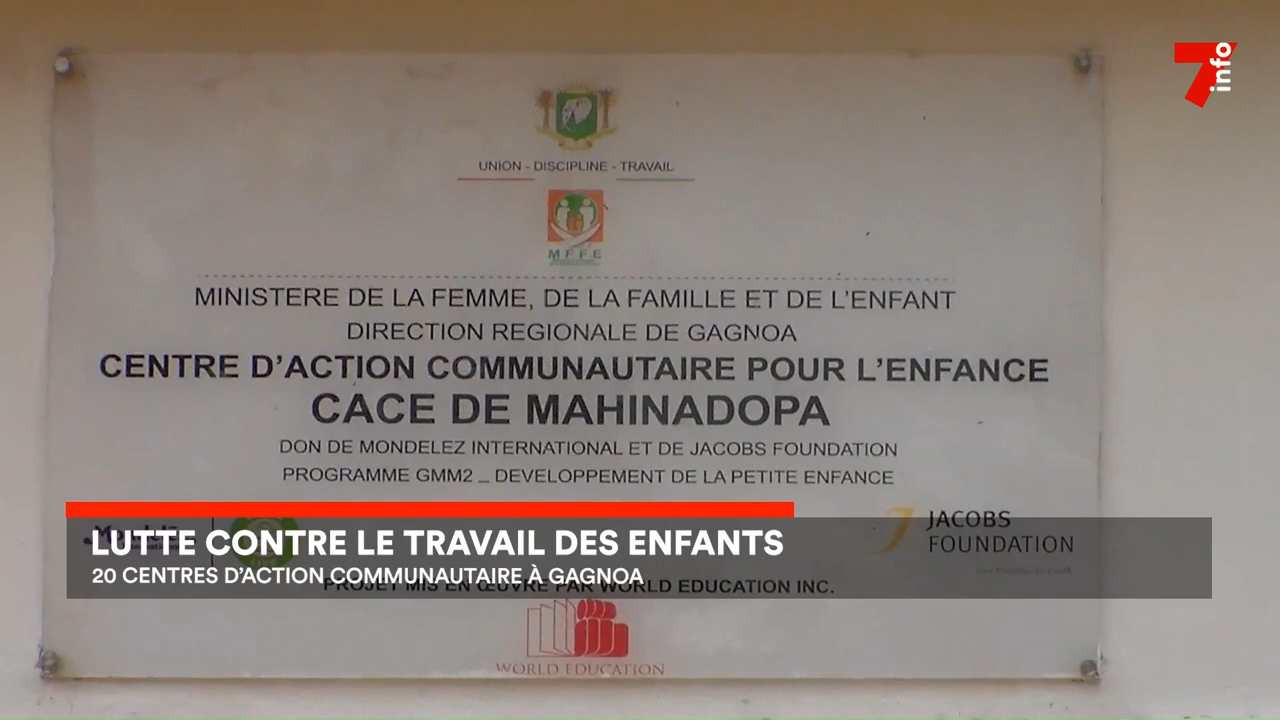 7 info
UNION - DISCIPLINE - TRAVAIL
MFFE
MINISTERE DE LA FEMME, DE LA FAMILLE ET DE L'ENFANT
DIRECTION REGIONALE DE GAGNOA
CENTRE D'ACTION COMMUNAUTAIRE POUR L'ENFANCE
CACE DE MAHINADOPA
DON DE MONDELEZ INTERNATIONAL ET DE JACOBS FOUNDATION
PROGRAMME GMM2 _ DEVELOPPEMENT DE LA PETITE ENFANCE
JACOBS
FOUNDATION
LUTTE CONTRE LE TRAVAIL DES ENFANTS
20 CENTRES D'ACTION COMMUNAUTAIRE À GAGNOA
PROJET MIS EN ŒUVRE PAR WORLD EDUCATION INC.
WORLD EDUCATION